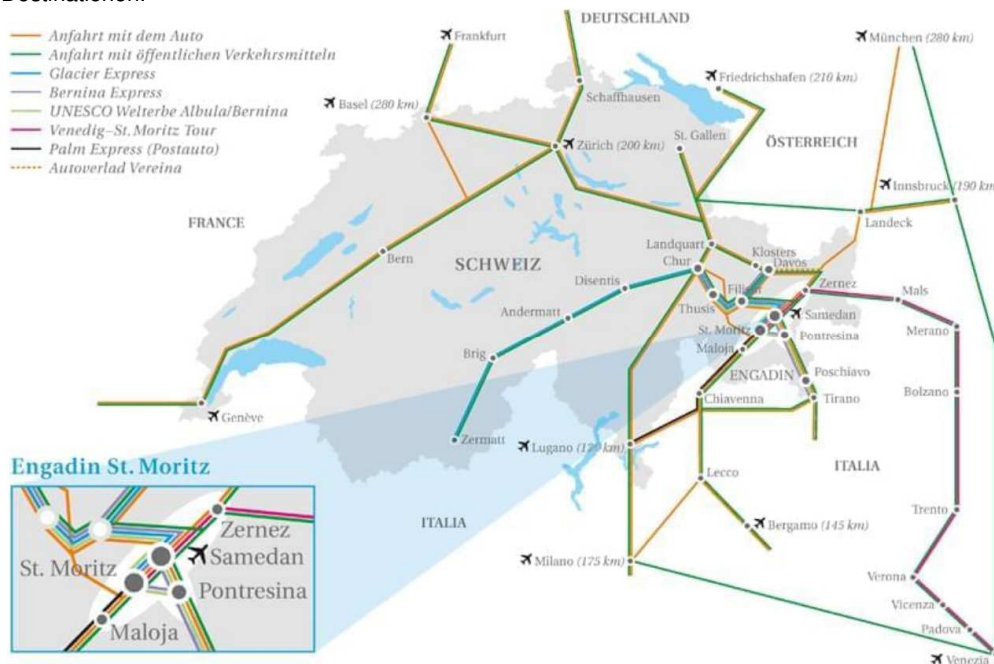 Destinationen.
DEUTSCHLAND
Anfahrt mit dem Auto
Anfahrt mit öffentlichen Verkehrsmitteln
Glacier Express
Bernina Express
UNESCO Welterbe Albula/Bernina
Venedig–St. Moritz Tour
Palm Express (Postauto)
Autoverlad Vereina
Frankfurt
München (280 km)
Friedrichshafen (210 km)
Schaffhausen
Basel (280 km)
Zürich (200 km)
St. Gallen
ÖSTERREICH
Innsbruck (190 km
Landeck
FRANCE
Bern
SCHWEIZ
Landquart
Klosters
Davos
Chur
Disentis
Filisur
Thusis
Zernez
Mals
Andermatt
Samedan
St. Moritz
Pontresina
Merano
Maloja
Brig
ENGADIN
Poschiavo
Bolzano
Chiavenna
Tirano
Genève
Zermatt
Lugano (120 km)
ITALIA
Lecco
Trento
ITALIA
Bergamo (145 km)
Milano (175 km)
Verona
Vicenza
Padova
Venezia
Engadin St. Moritz
Zernez
Samedan
St. Moritz
Pontresina
Maloja